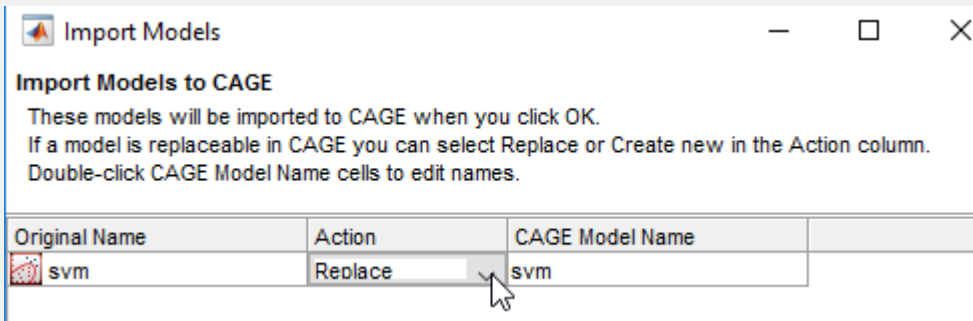 Import Models
Import Models to CAGE
These models will be imported to CAGE when you click OK.
If a model is replaceable in CAGE you can select Replace or Create new in the Action column.
Double-click CAGE Model Name cells to edit names.
Original Name Action CAGE Model Name
svm Replace svm